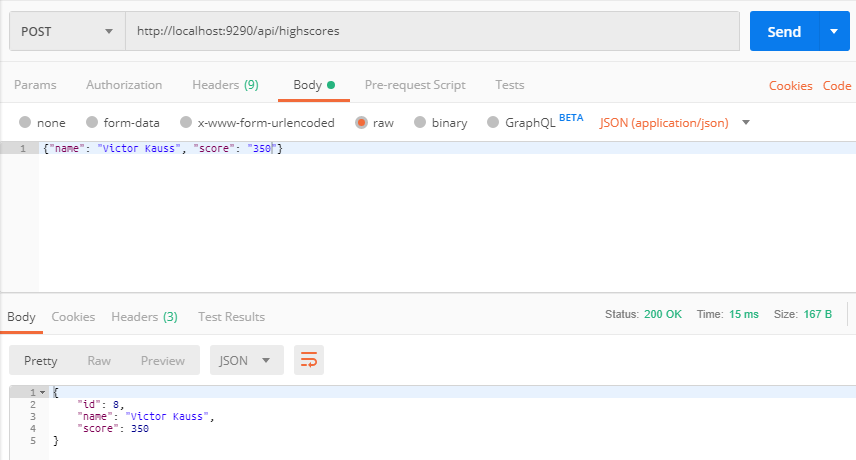 POST http://localhost:9290/api/highscores Send
Params Authorization Headers (9) Body Pre-request Script Tests Cookies Code
none form-data x-www-form-urlencoded raw binary GraphQL BETA JSON (application/json)
1 {"name": "Victor Kauss", "score": "350"}
Body Cookies Headers (3) Test Results Status: 200 OK Time: 15 ms Size: 167 B
Pretty Raw Preview JSON
1 {
2 "id": 8,
3 "name": "Victor Kauss",
4 "score": 350
5 }